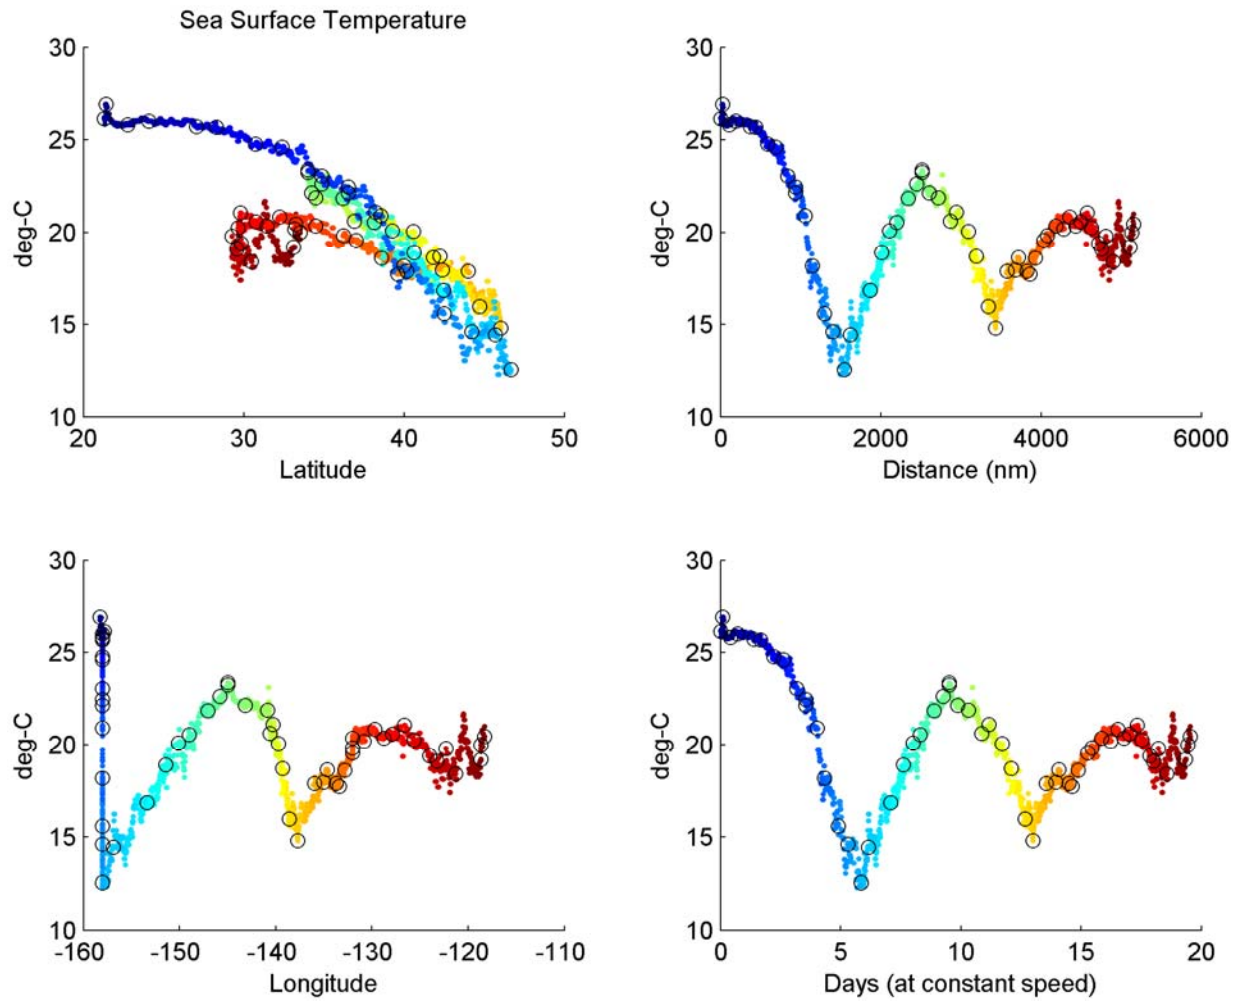 Sea Surface Temperature
30
25
20
15
10
deg-C
20 30 40 50
Latitude
30
25
20
15
10
deg-C
0 2000 4000 6000
Distance (nm)
30
25
20
15
10
deg-C
-160 -150 -140 -130 -120 -110
Longitude
30
25
20
15
10
deg-C
0 5 10 15 20
Days (at constant speed)